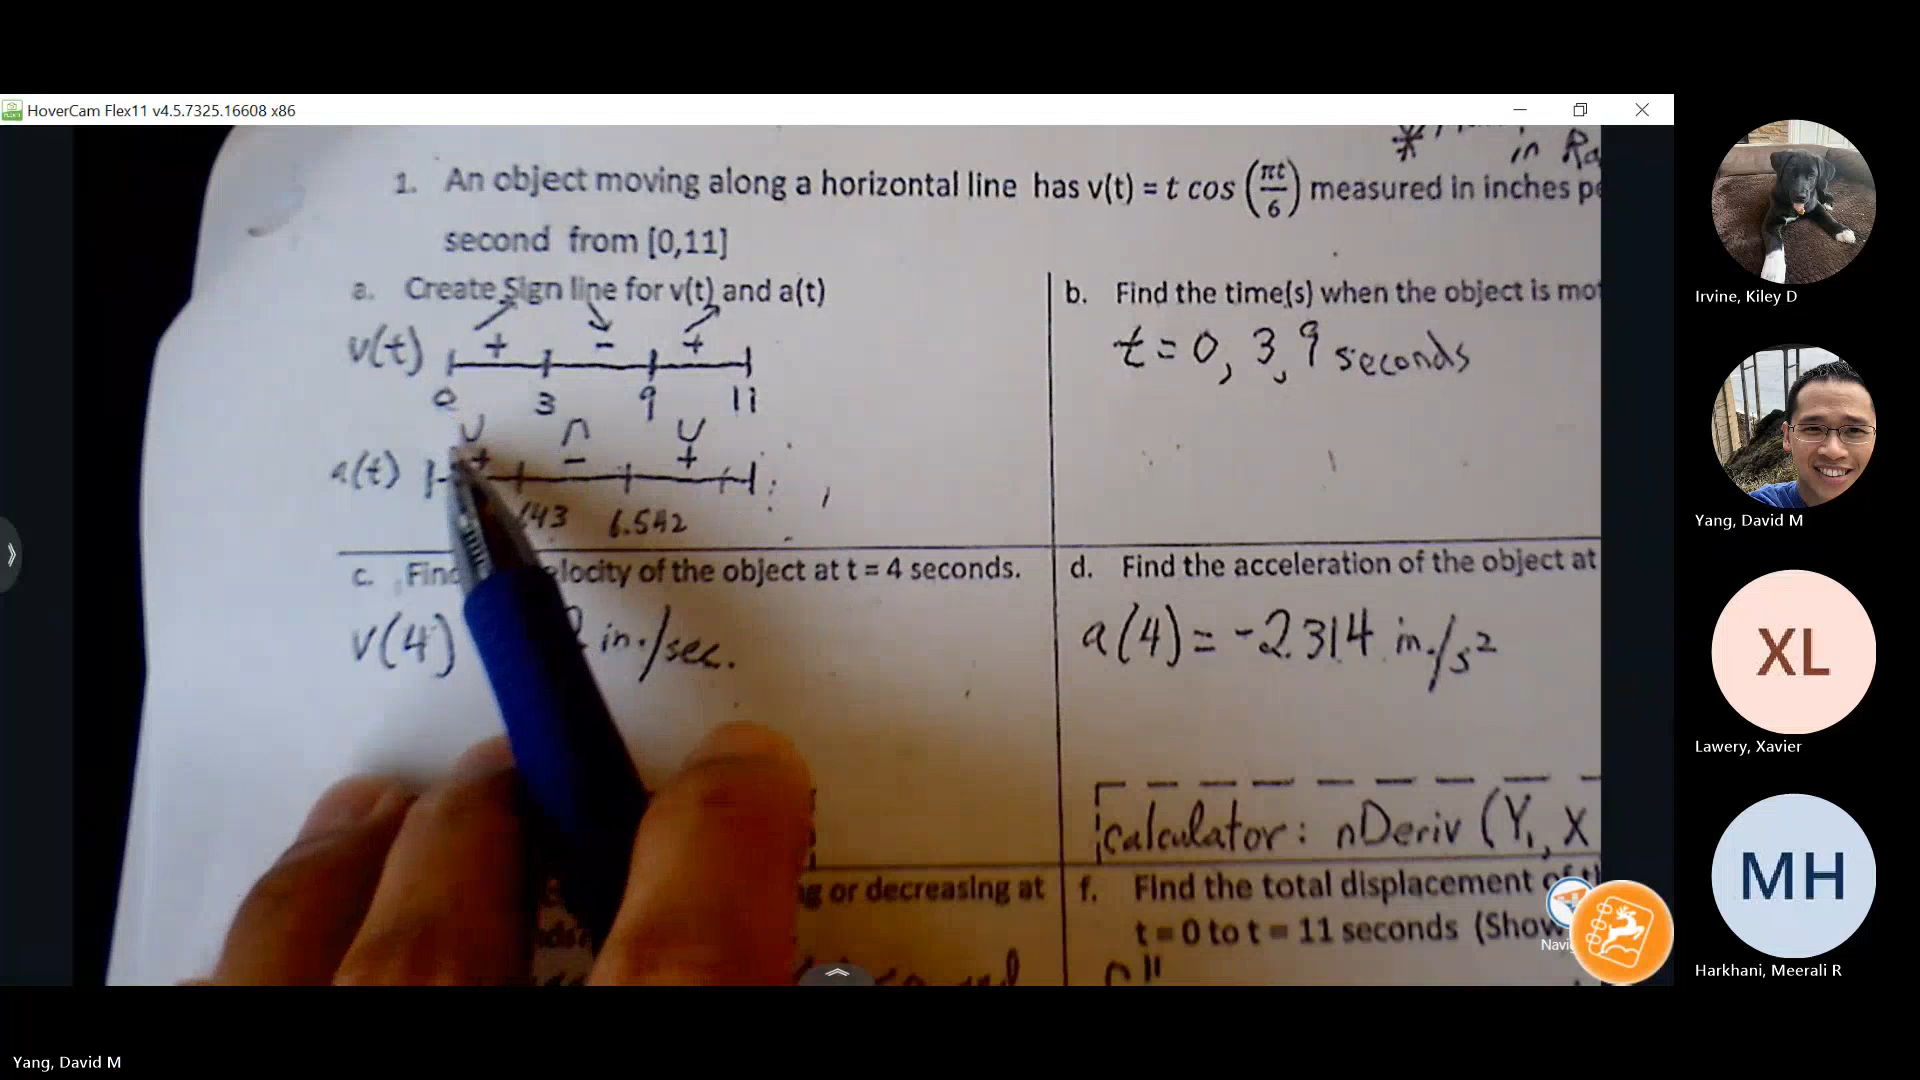 HoverCam Flex11 v4.5.7325.16608 x86
in
1. An object moving along a horizontal line has v(t) = t cos (πt/6) measured in inches
second from [0,11]
a. Create Sign line for v(t) and a(t)
v(t) + - +
0 3 9 11
∪ ∩ ∪
a(t) + - +
143 6.542
b. Find the time(s) when the object is
t = 0, 3, 9 seconds
c. of the object at t = 4 seconds.
v(4) in./sec.
d. Find the acceleration of the object at
a(4) = -2.314 in./s²
calculator: nDeriv (Y₁, X
or decreasing at
f. Find the total displacement
t = 0 to t = 11 seconds (Show
Irvine, Kiley D
Yang, David M
XL
Lawery, Xavier
MH
Harkhani, Meerali R
Yang, David M